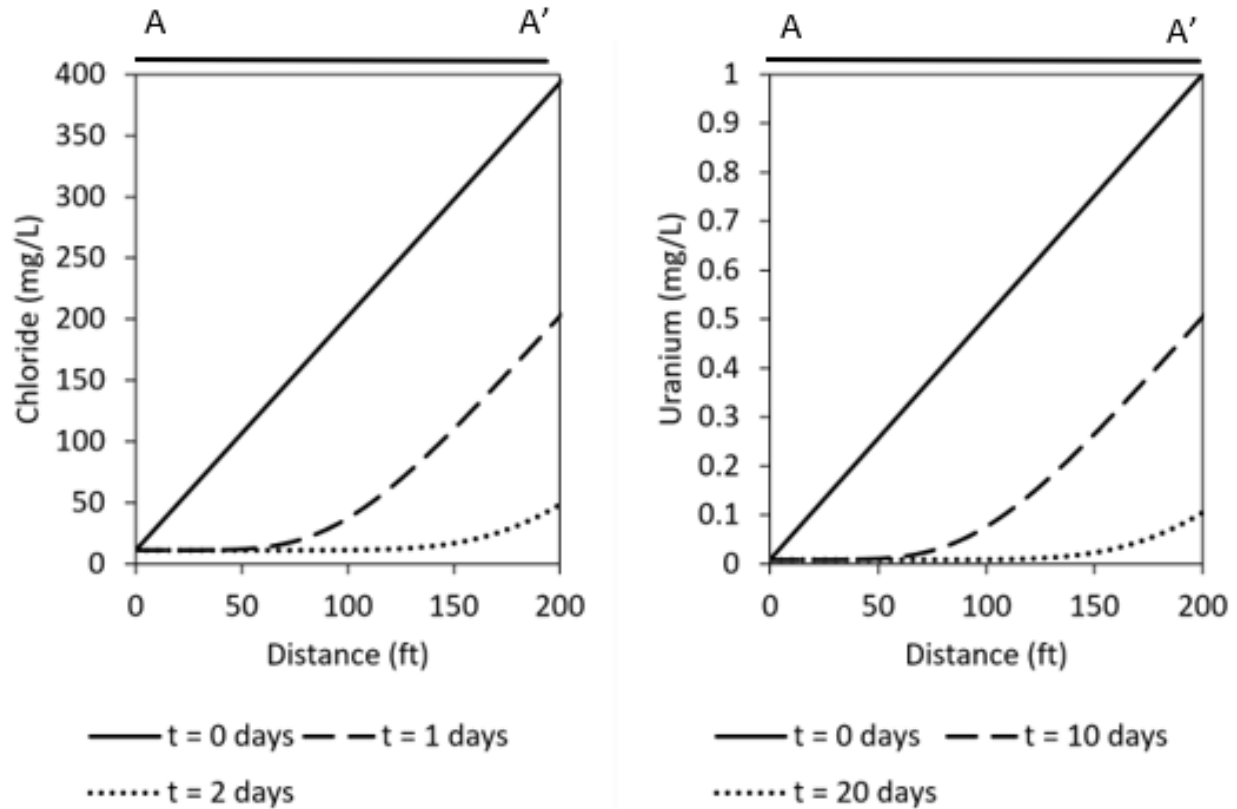 A A’
400
350
300
250
200
150
100
50
0
Chloride (mg/L)
0 50 100 150 200
Distance (ft)
t = 0 days t = 1 days
t = 2 days
A A’
1
0.9
0.8
0.7
0.6
0.5
0.4
0.3
0.2
0.1
0
Uranium (mg/L)
0 50 100 150 200
Distance (ft)
t = 0 days t = 10 days
t = 20 days